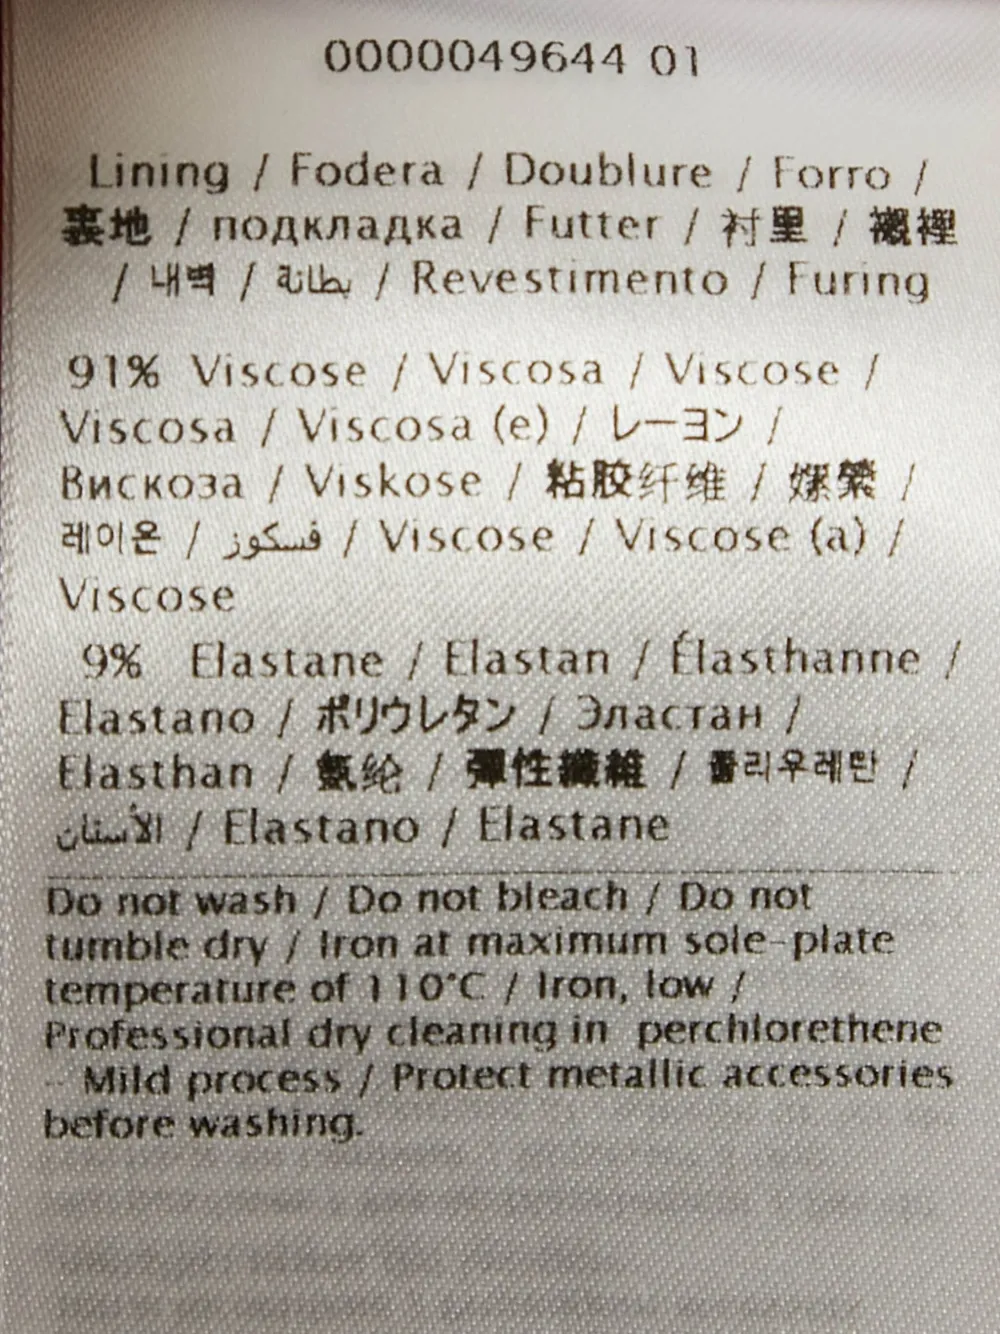 0000049644 01
Lining / Fodera / Doublure / Forro /
裏地 / подкладка / Futter / 衬里 / 襯裡
/ 내벽 / بطانة / Revestimento / Furing
91% Viscose / Viscosa / Viscose /
Viscosa / Viscosa (e) / レーヨン /
Вискоза / Viskose / 粘胶纤维 / 嫘縈 /
레이온 / فسكوز / Viscose / Viscose (a) /
Viscose
9% Elastane / Elastan / Élasthanne /
Elastano / ポリウレタン / Эластан /
Elasthan / 氨纶 / 彈性纖維 / 폴리우레탄 /
الأستان / Elastano / Elastane
Do not wash / Do not bleach / Do not
tumble dry / Iron at maximum sole-plate
temperature of 110°C / Iron, low /
Professional dry cleaning in perchlorethene
- Mild process / Protect metallic accessories
before washing.